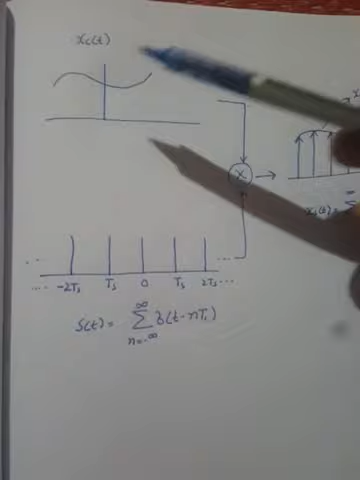 xc(t)
X
... ...
.... -2Ts Ts 0 Ts 2Ts ...
S(t)= ∞∑n=-∞ δ(t-nTs)